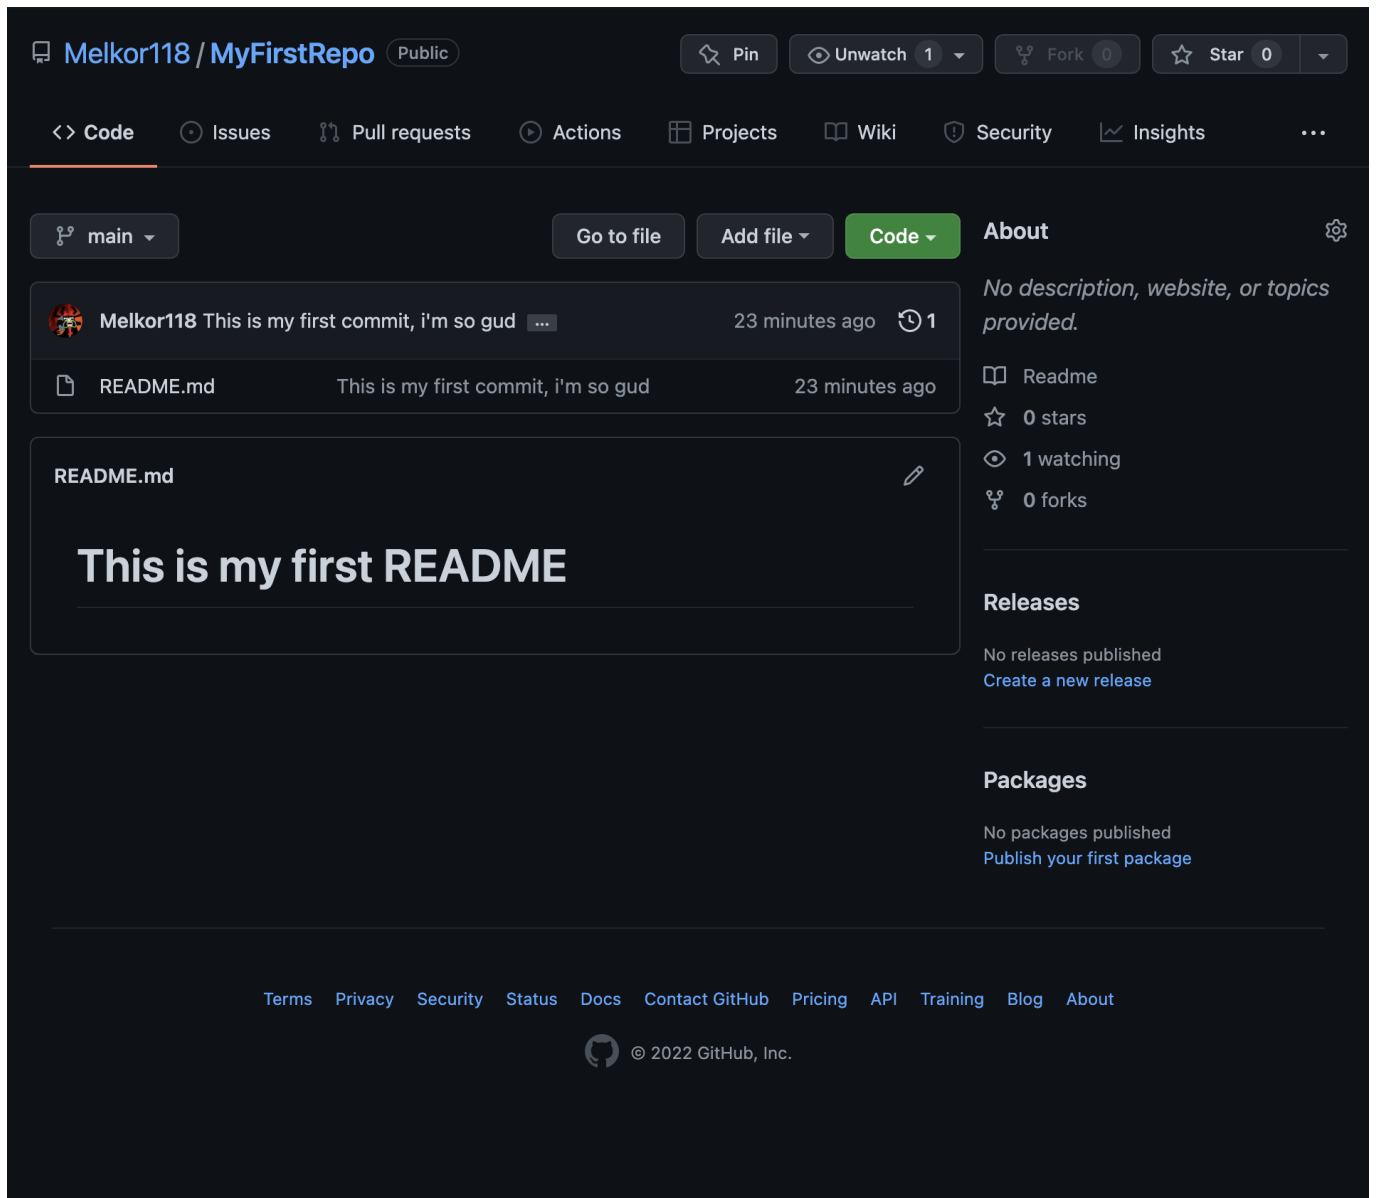 Melkor118 / MyFirstRepo Public Pin Unwatch 1 Fork 0 Star 0
Code Issues Pull requests Actions Projects Wiki Security Insights ...
main Go to file Add file Code
Melkor118 This is my first commit, i'm so gud ... 23 minutes ago 1
README.md This is my first commit, i'm so gud 23 minutes ago
README.md
This is my first README
About
No description, website, or topics
provided.
Readme
0 stars
1 watching
0 forks
Releases
No releases published
Create a new release
Packages
No packages published
Publish your first package
Terms Privacy Security Status Docs Contact GitHub Pricing API Training Blog About
© 2022 GitHub, Inc.